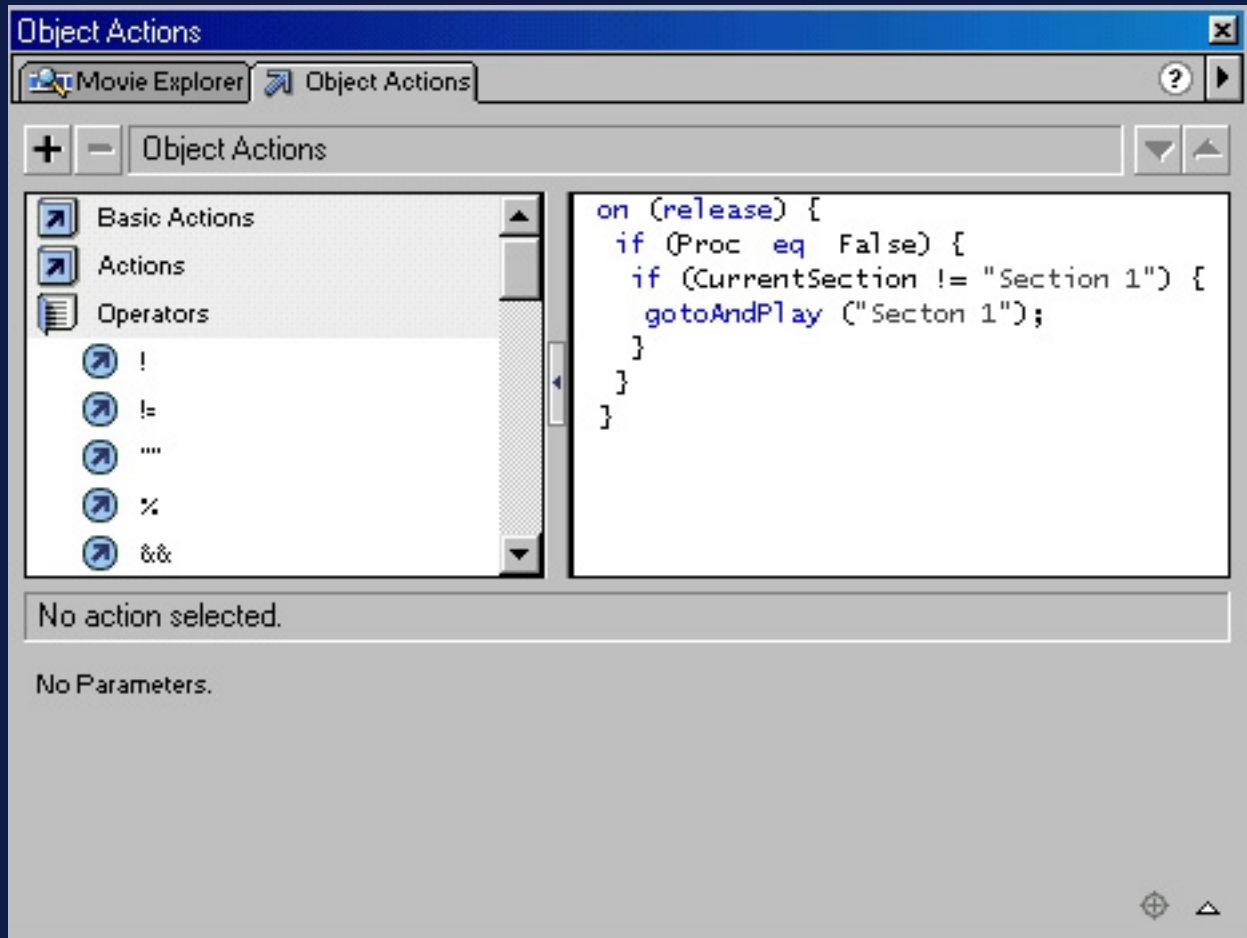 Object Actions
Movie Explorer
Object Actions
?
+ − Object Actions
Basic Actions
Actions
Operators
!
!=
""
%
&&
on (release) {
if (Proc eq False) {
if (CurrentSection != "Section 1") {
gotoAndPlay ("Secton 1");
}
}
}
No action selected.
No Parameters.